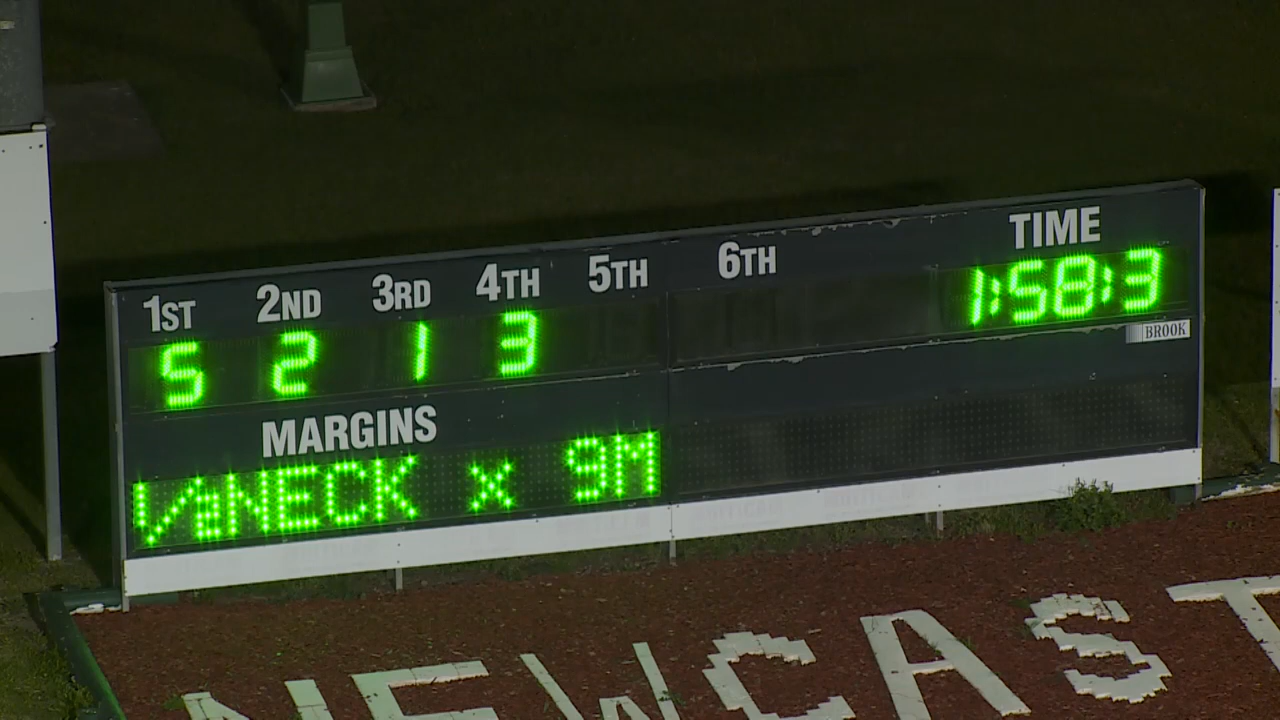 1ST 2ND 3RD 4TH 5TH 6TH TIME
5 2 1 3 1:58:3
BROOK
MARGINS
½NECK x 9M
NEWCAST